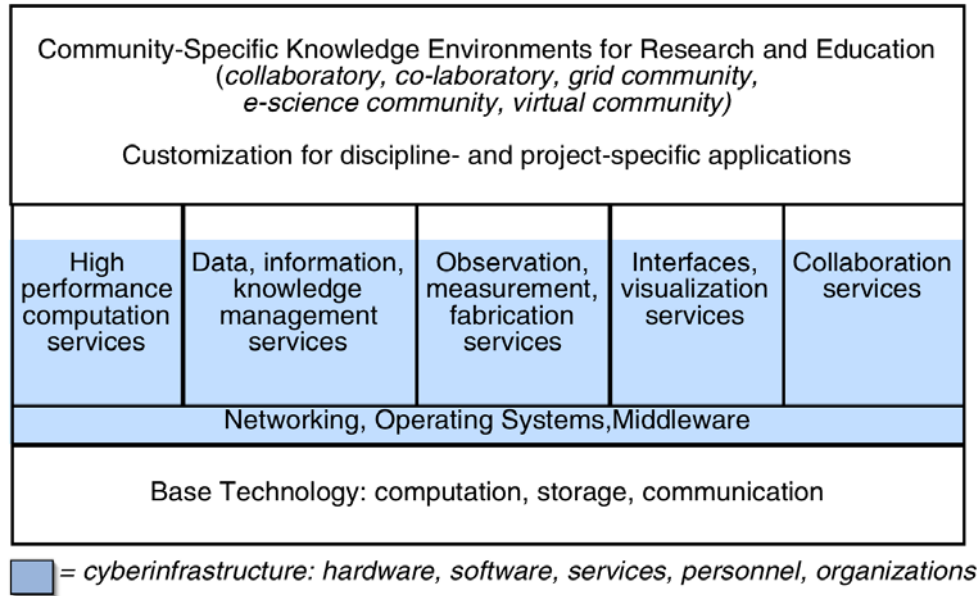 Community-Specific Knowledge Environments for Research and Education
(collaboratory, co-laboratory, grid community,
e-science community, virtual community)
Customization for discipline- and project-specific applications
High
performance
computation
services
Data, information,
knowledge
management
services
Observation,
measurement,
fabrication
services
Interfaces,
visualization
services
Collaboration
services
Networking, Operating Systems,Middleware
Base Technology: computation, storage, communication
= cyberinfrastructure: hardware, software, services, personnel, organizations